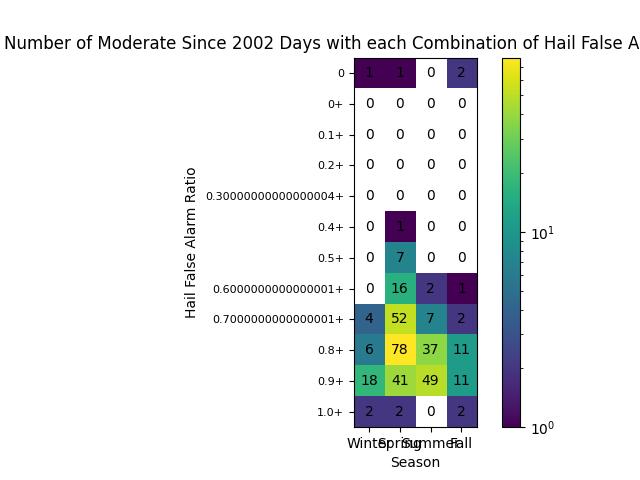 Number of Moderate Since 2002 Days with each Combination of Hail False A
0 1 1 0 2
0+ 0 0 0 0
0.1+ 0 0 0 0
0.2+ 0 0 0 0
0.30000000000000004+ 0 0 0 0
0.4+ 0 1 0 0
0.5+ 0 7 0 0
0.6000000000000001+ 0 16 2 1
0.7000000000000001+ 4 52 7 2
0.8+ 6 78 37 11
0.9+ 18 41 49 11
1.0+ 2 2 0 2
Winter Spring Summer Fall
Season
Hail False Alarm Ratio
10^1
10^0